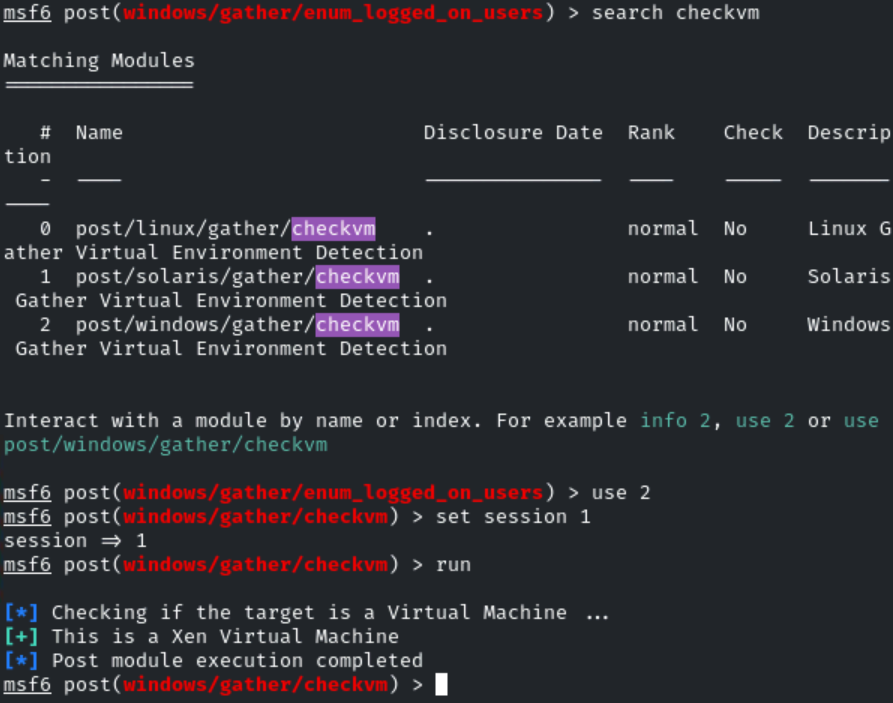 msf6 post(windows/gather/enum_logged_on_users) > search checkvm
Matching Modules
================
# Name Disclosure Date Rank Check Descrip
tion
- ---- --------------- ---- ----- -------
----
0 post/linux/gather/checkvm . normal No Linux G
ather Virtual Environment Detection
1 post/solaris/gather/checkvm . normal No Solaris
Gather Virtual Environment Detection
2 post/windows/gather/checkvm . normal No Windows
Gather Virtual Environment Detection
Interact with a module by name or index. For example info 2, use 2 or use
post/windows/gather/checkvm
msf6 post(windows/gather/enum_logged_on_users) > use 2
msf6 post(windows/gather/checkvm) > set session 1
session => 1
msf6 post(windows/gather/checkvm) > run
[*] Checking if the target is a Virtual Machine ...
[+] This is a Xen Virtual Machine
[*] Post module execution completed
msf6 post(windows/gather/checkvm) >